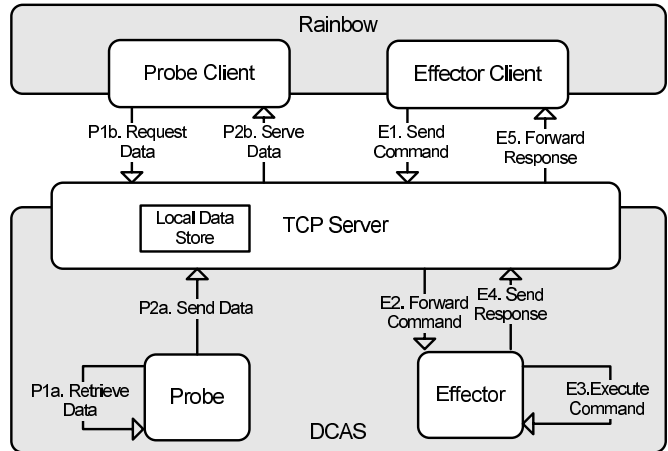 Rainbow
Probe Client
Effector Client
P1b. Request
Data
P2b. Serve
Data
E1. Send
Command
E5. Forward
Response
Local Data
Store
TCP Server
P2a. Send Data
E2. Forward
Command
E4. Send
Response
P1a. Retrieve
Data
Probe
Effector
E3.Execute
Command
DCAS